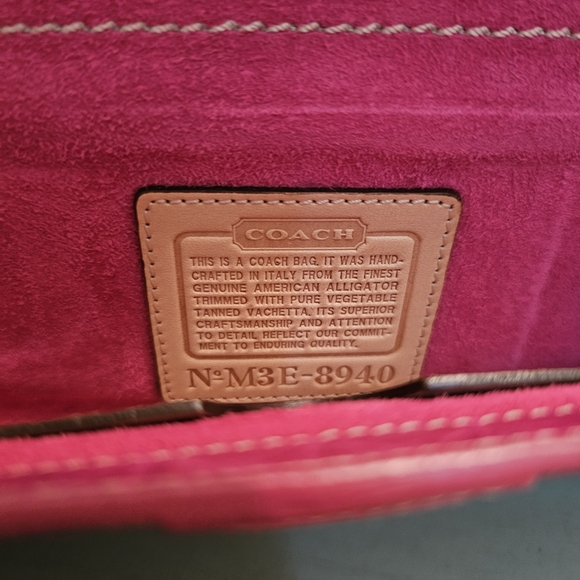 COACH
THIS IS A COACH BAG. IT WAS HAND-
CRAFTED IN ITALY FROM THE FINEST
GENUINE AMERICAN ALLIGATOR
TRIMMED WITH PURE VEGETABLE
TANNED VACHETTA. ITS SUPERIOR
CRAFTSMANSHIP AND ATTENTION
TO DETAIL REFLECT OUR COMMIT-
MENT TO ENDURING QUALITY.
Nº M3E-8940